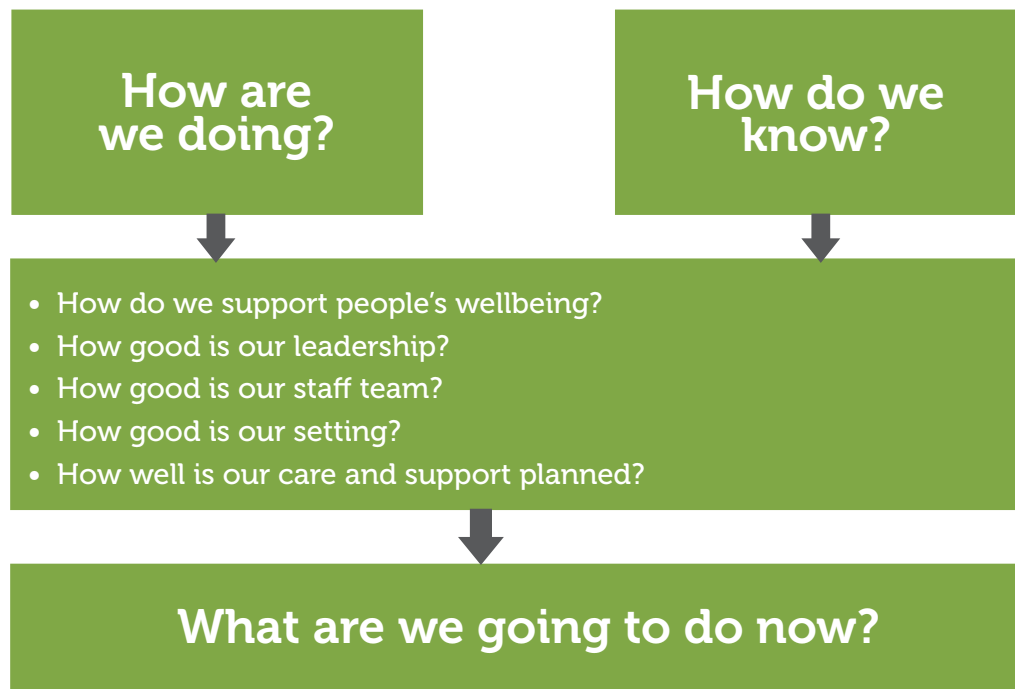 How are
we doing?
How do we
know?
• How do we support people’s wellbeing?
• How good is our leadership?
• How good is our staff team?
• How good is our setting?
• How well is our care and support planned?
What are we going to do now?